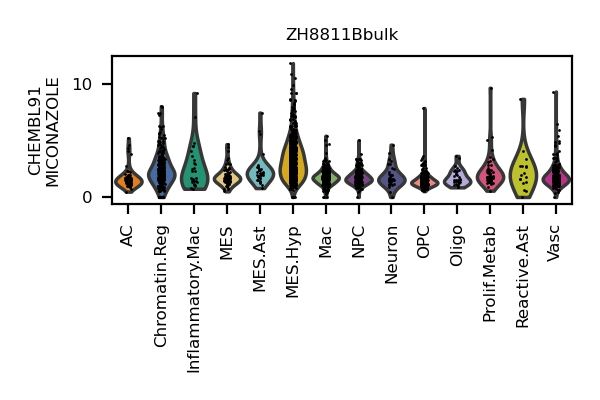 ZH8811Bbulk
CHEMBL91
MICONAZOLE
10
0
AC
Chromatin.Reg
Inflammatory.Mac
MES
MES.Ast
MES.Hyp
Mac
NPC
Neuron
OPC
Oligo
Prolif.Metab
Reactive.Ast
Vasc